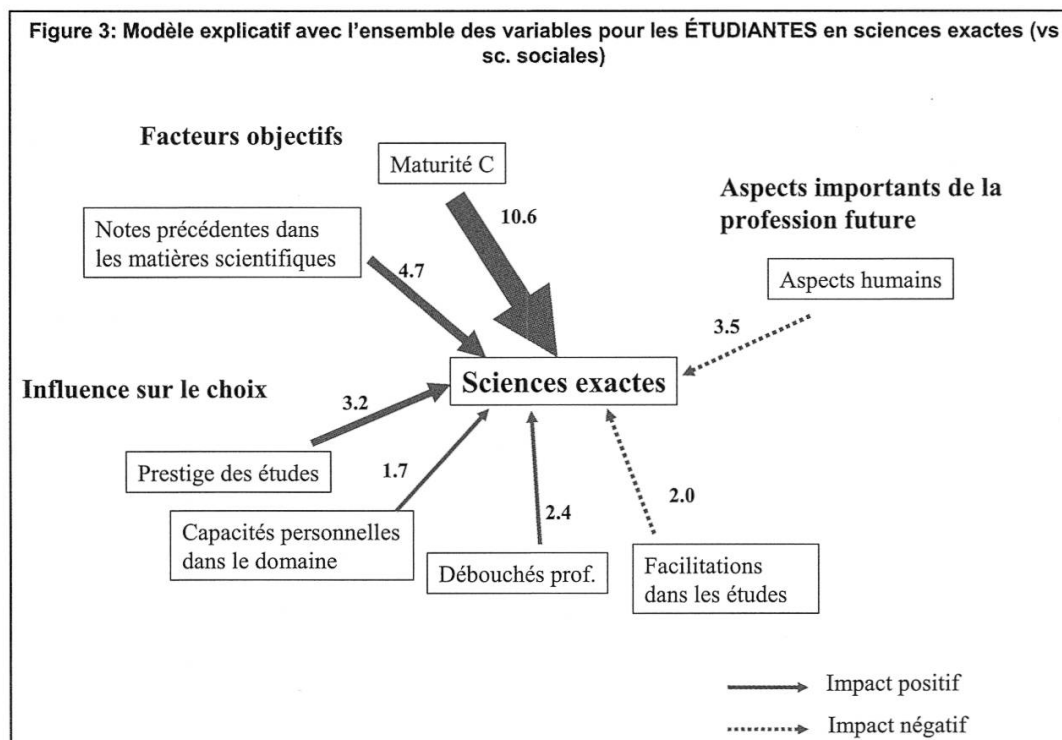 Figure 3: Modèle explicatif avec l'ensemble des variables pour les ÉTUDIANTES en sciences exactes (vs
sc. sociales)
Facteurs objectifs
Maturité C
Aspects importants de la
profession future
10.6
Notes précédentes dans
les matières scientifiques
4.7
Aspects humains
3.5
Sciences exactes
Influence sur le choix
3.2
Prestige des études
1.7
2.4
2.0
Capacités personnelles
dans le domaine
Débouchés prof.
Facilitations
dans les études
Impact positif
Impact négatif